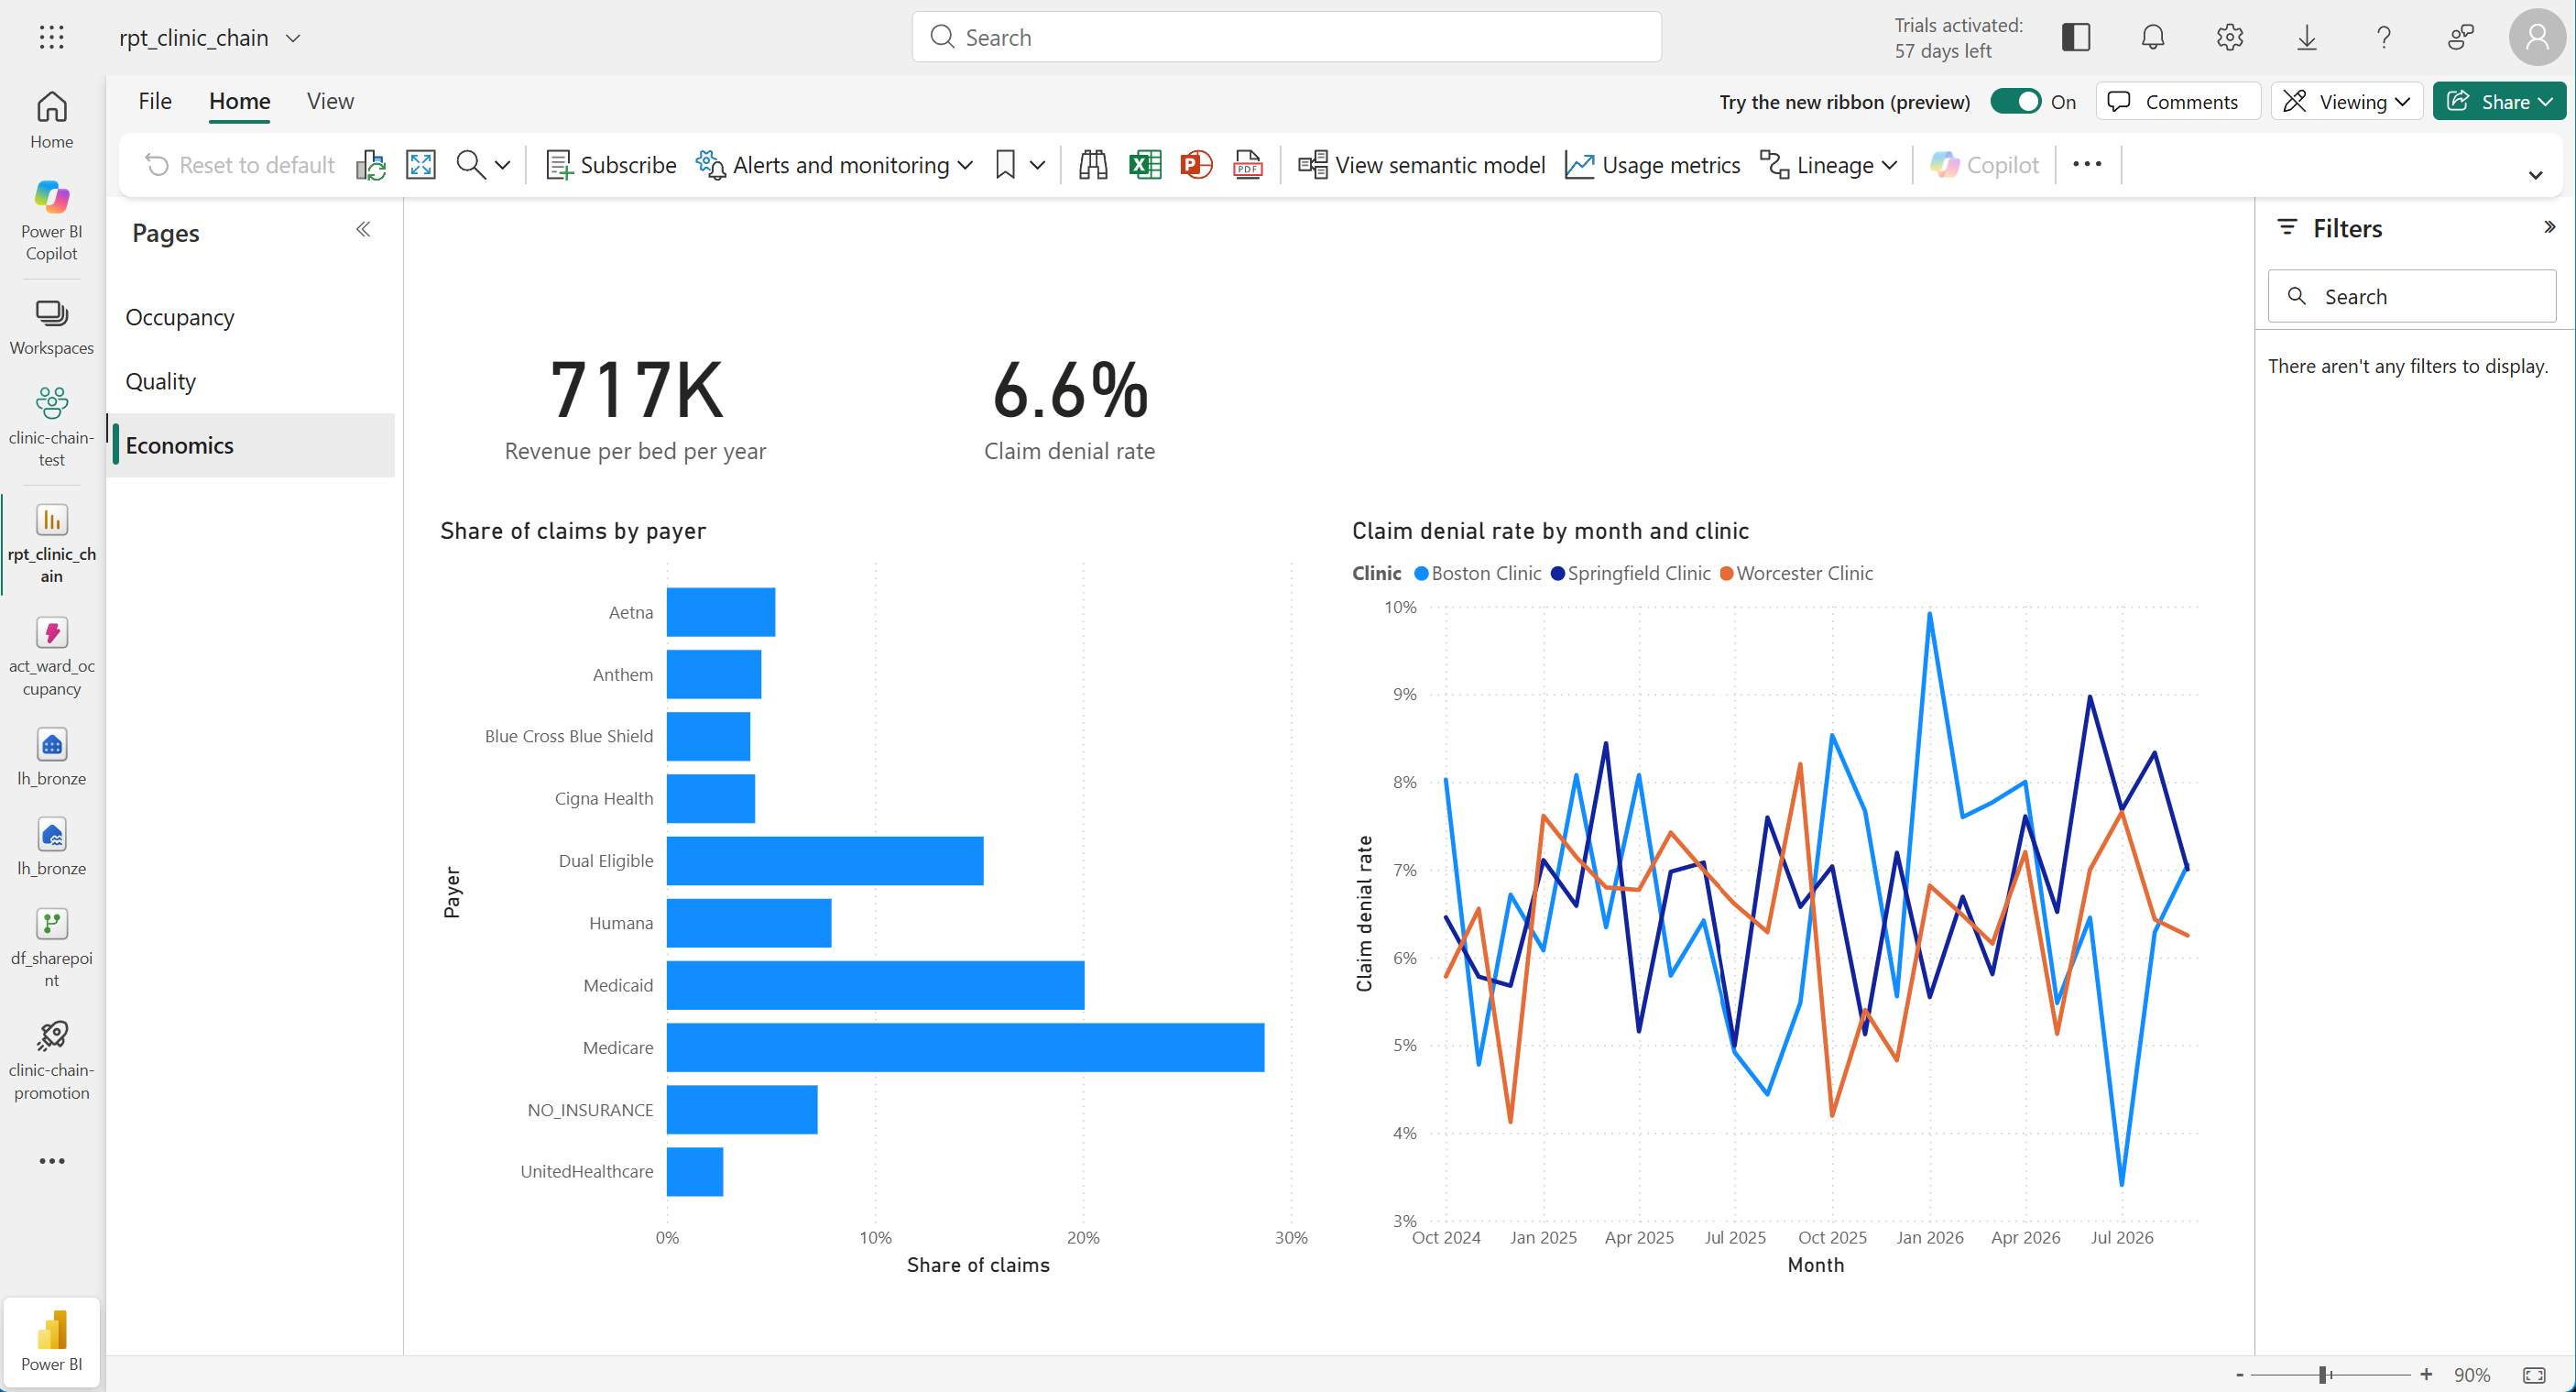 rpt_clinic_chain
Search
Trials activated:
57 days left
File
Home
View
Try the new ribbon (preview)
On
Comments
Viewing
Share
Reset to default
Subscribe
Alerts and monitoring
PDF
View semantic model
Usage metrics
Lineage
Copilot
Home
Power BI
Copilot
Workspaces
clinic-chain-
test
rpt_clinic_ch
ain
act_ward_oc
cupancy
lh_bronze
lh_bronze
df_sharepoi
nt
clinic-chain-
promotion
Power BI
Pages
Occupancy
Quality
Economics
717K
Revenue per bed per year
6.6%
Claim denial rate
Share of claims by payer
Payer
Aetna
Anthem
Blue Cross Blue Shield
Cigna Health
Dual Eligible
Humana
Medicaid
Medicare
NO_INSURANCE
UnitedHealthcare
0% 10% 20% 30%
Share of claims
Claim denial rate by month and clinic
Clinic Boston Clinic Springfield Clinic Worcester Clinic
Claim denial rate
10%
9%
8%
7%
6%
5%
4%
3%
Oct 2024 Jan 2025 Apr 2025 Jul 2025 Oct 2025 Jan 2026 Apr 2026 Jul 2026
Month
Filters
Search
There aren't any filters to display.
- + 90%